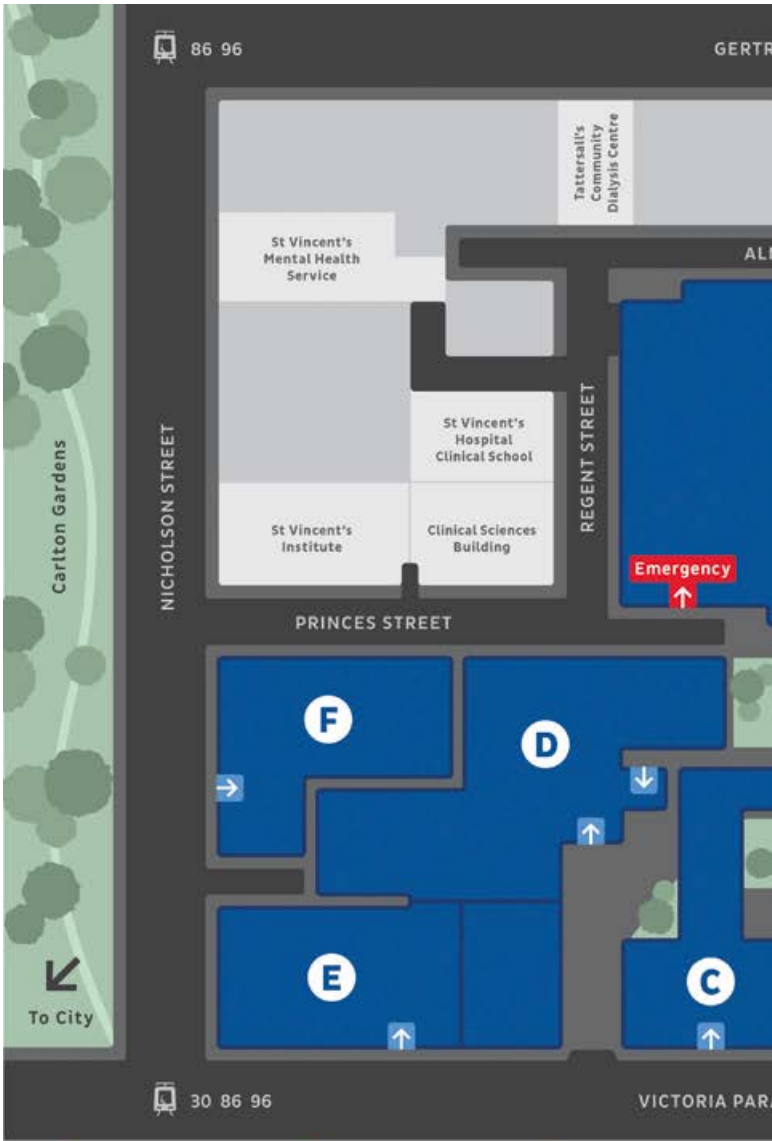 86 96
GERTR
Tattersall's
Community
Dialysis Centre
St Vincent's
Mental Health
Service
ALM
St Vincent's
Hospital
Clinical School
REGENT STREET
NICHOLSON STREET
Carlton Gardens
St Vincent's
Institute
Clinical Sciences
Building
Emergency
PRINCES STREET
F
D
E
C
To City
30 86 96
VICTORIA PARA